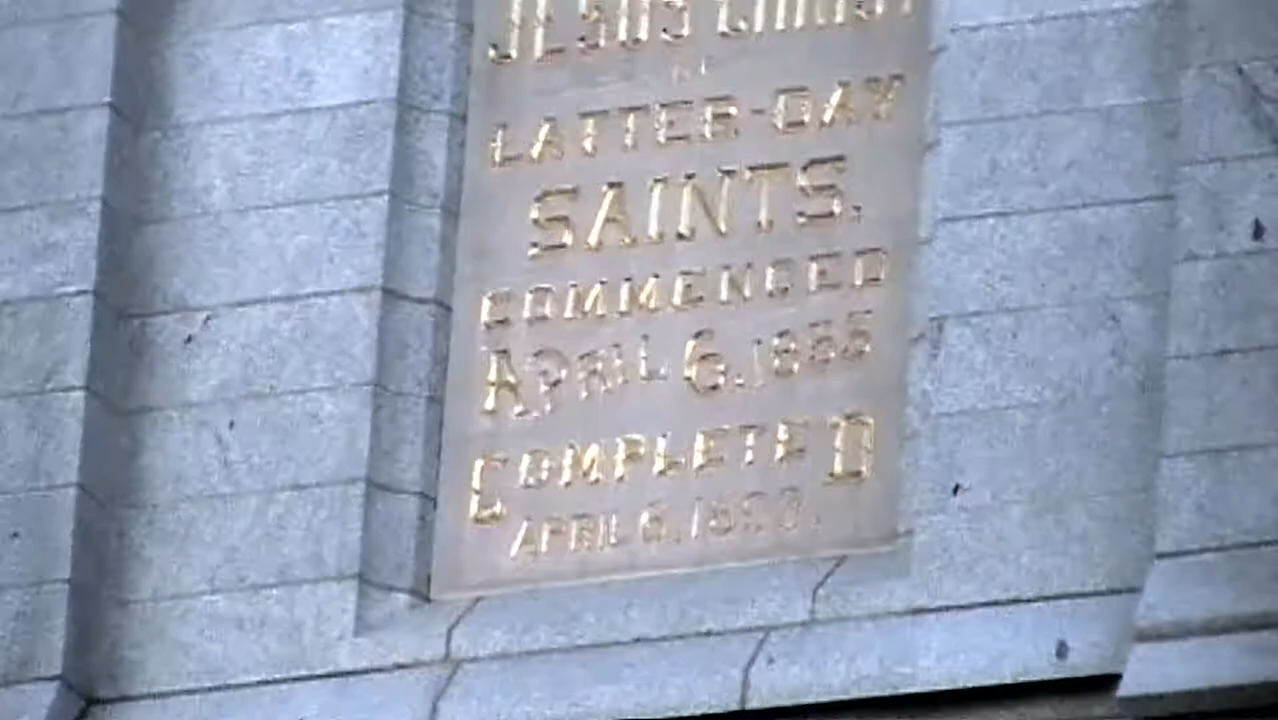 JESUS CHRIST
OF
LATTER-DAY
SAINTS.
COMMENCED
APRIL 6, 1853
COMPLETED
APRIL 6, 1893.